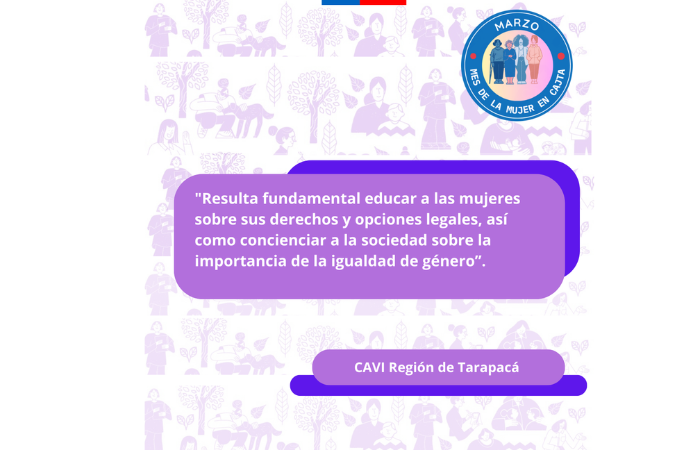 MARZO
MES DE LA MUJER EN CAJTA
"Resulta fundamental educar a las mujeres
sobre sus derechos y opciones legales, así
como concienciar a la sociedad sobre la
importancia de la igualdad de género”.
CAVI Región de Tarapacá